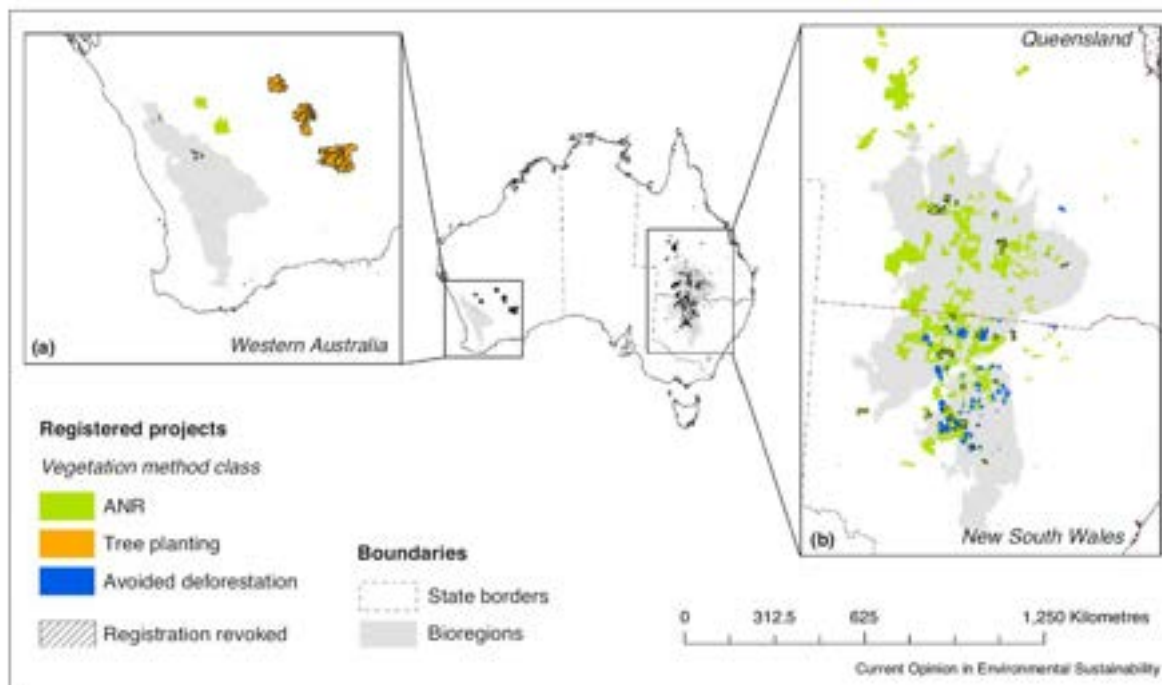 Queensland
(a)
Western Australia
(b)
New South Wales
Registered projects
Vegetation method class
ANR
Tree planting
Avoided deforestation
Registration revoked
Boundaries
State borders
Bioregions
0 312.5 625 1,250 Kilometres
Current Opinion in Environmental Sustainability